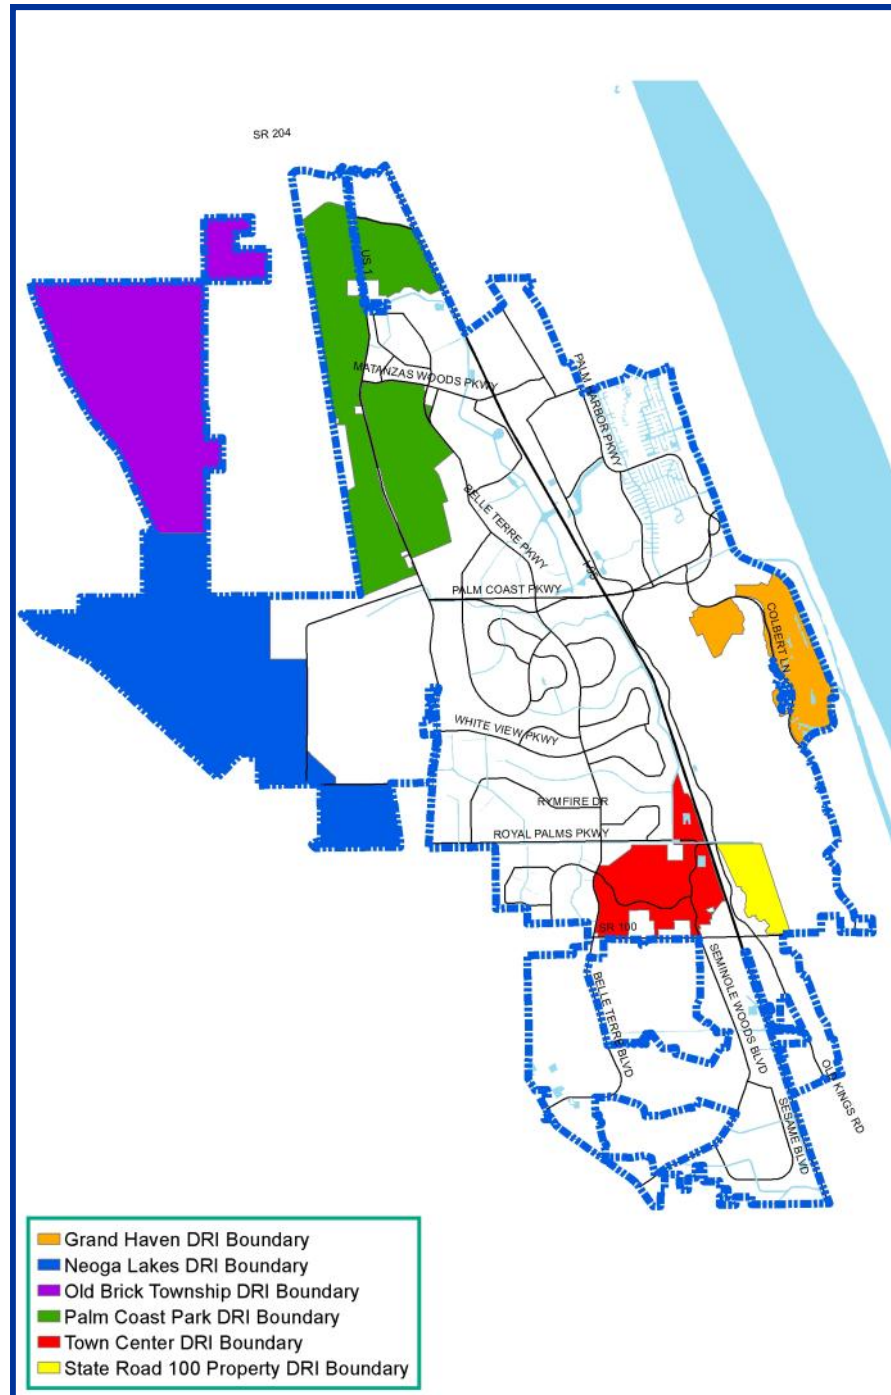 SR 204
US 1
MATANZAS WOODS PKWY
PALM HARBOR PKWY
BELLE TERRE PKWY
I-95
PALM COAST PKWY
COLBERT LN
WHITE VIEW PKWY
RYMFIRE DR
ROYAL PALMS PKWY
SR 100
BELLE TERRE BLVD
SEMINOLE WOODS BLVD
OLD KINGS RD
SESAME BLVD
Grand Haven DRI Boundary
Neoga Lakes DRI Boundary
Old Brick Township DRI Boundary
Palm Coast Park DRI Boundary
Town Center DRI Boundary
State Road 100 Property DRI Boundary